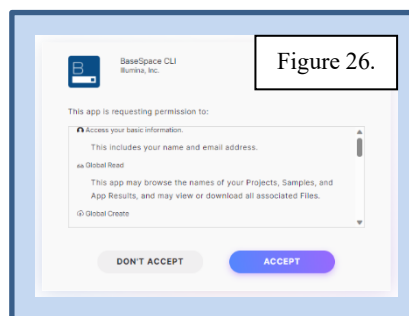 BaseSpace CLI
Illumina, Inc.
Figure 26.
This app is requesting permission to:
Access your basic information.
This includes your name and email address.
Global Read
This app may browse the names of your Projects, Samples, and
App Results, and may view or download all associated Files.
Global Create
DON'T ACCEPT
ACCEPT